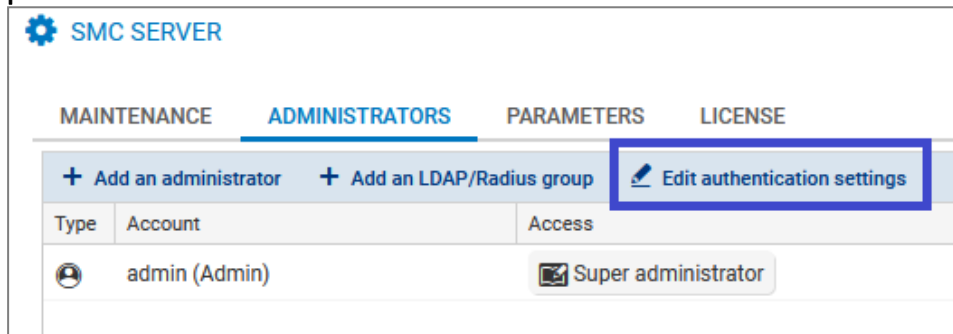 SMC SERVER
MAINTENANCE ADMINISTRATORS PARAMETERS LICENSE
+ Add an administrator + Add an LDAP/Radius group Edit authentication settings
Type Account Access
admin (Admin) Super administrator